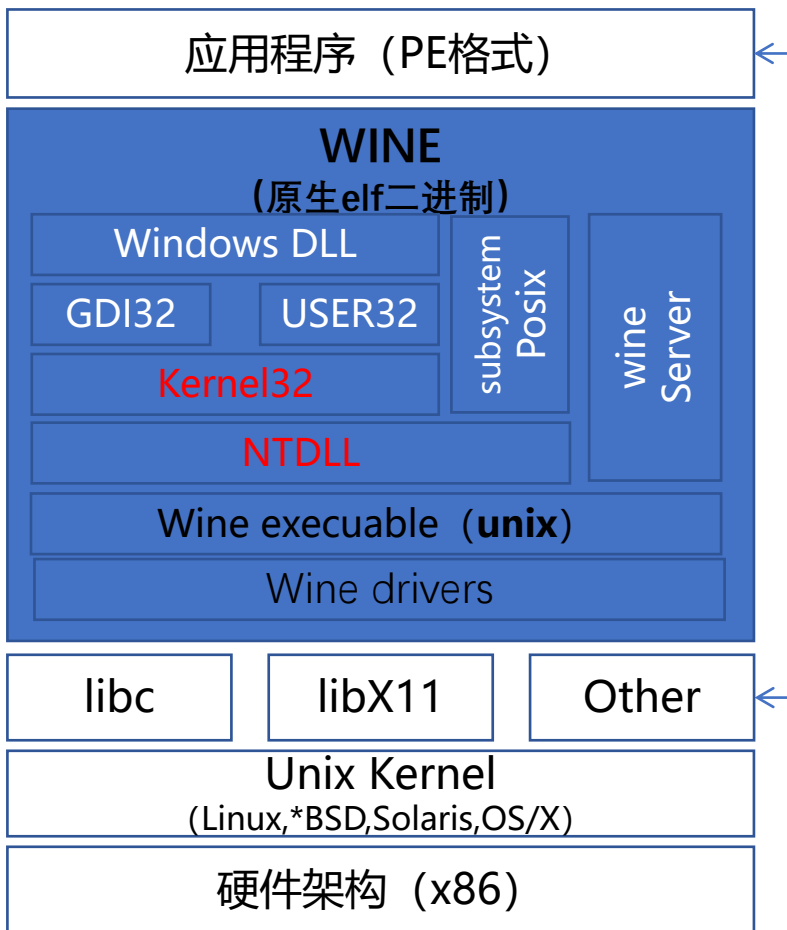 应用程序（PE格式）
WINE
（原生elf二进制）
Windows DLL
GDI32
USER32
Kernel32
NTDLL
subsystem
Posix
wine
Server
Wine execuable（unix）
Wine drivers
libc
libX11
Other
Unix Kernel
（Linux,*BSD,Solaris,OS/X）
硬件架构（x86）